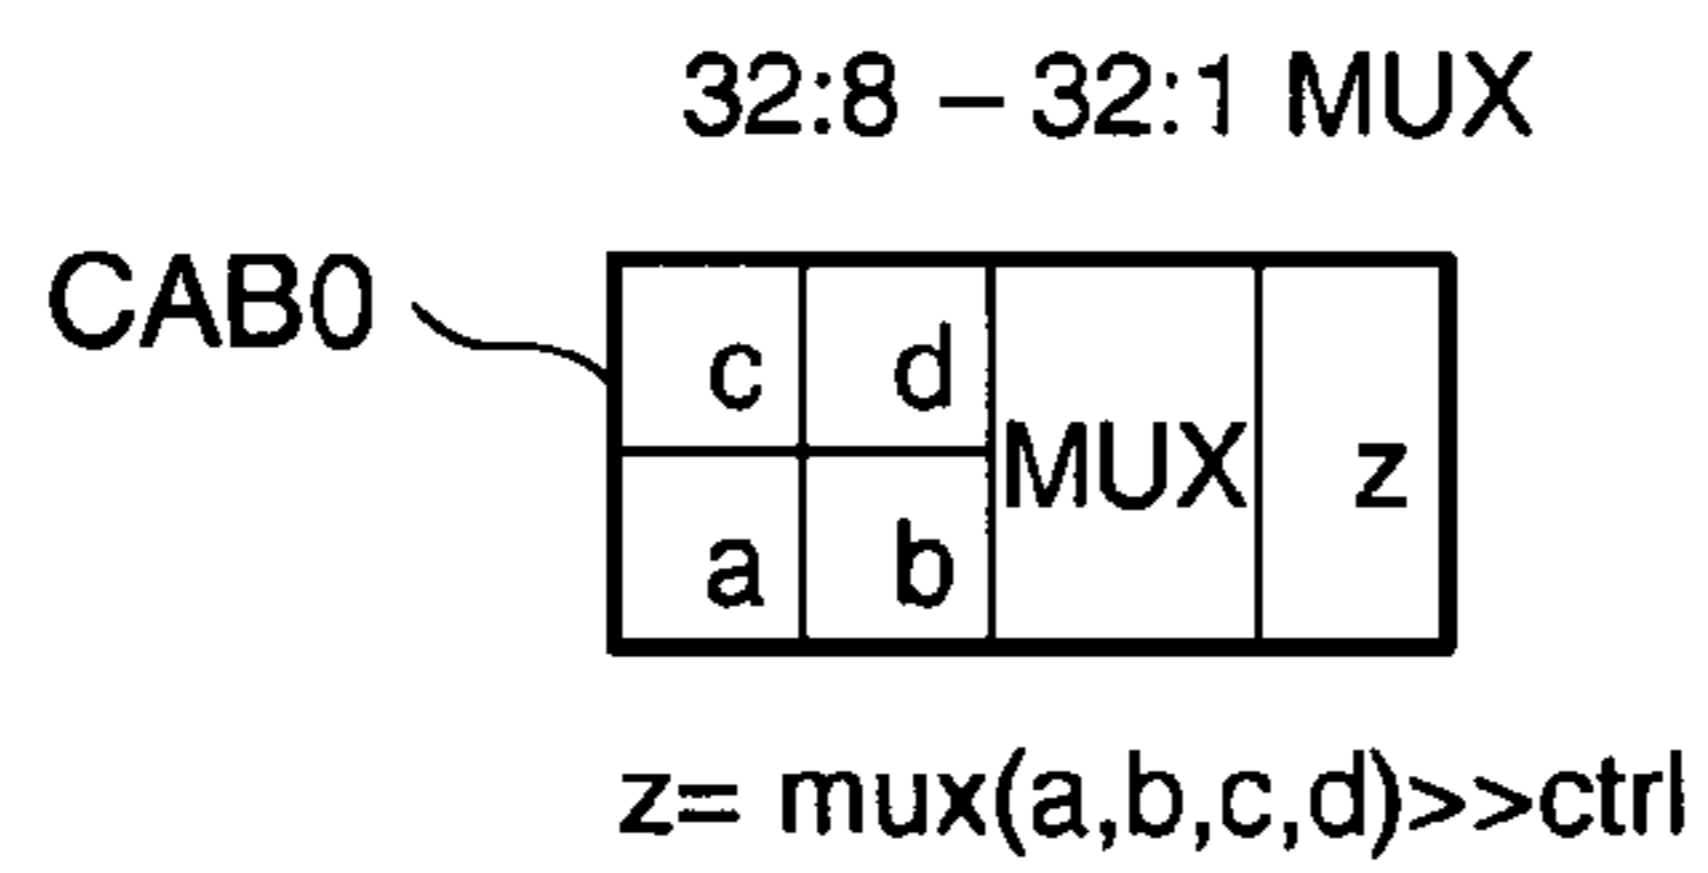 32:8 – 32:1 MUX
CAB0
c d
MUX z
a b
z= mux(a,b,c,d)>>ctrl